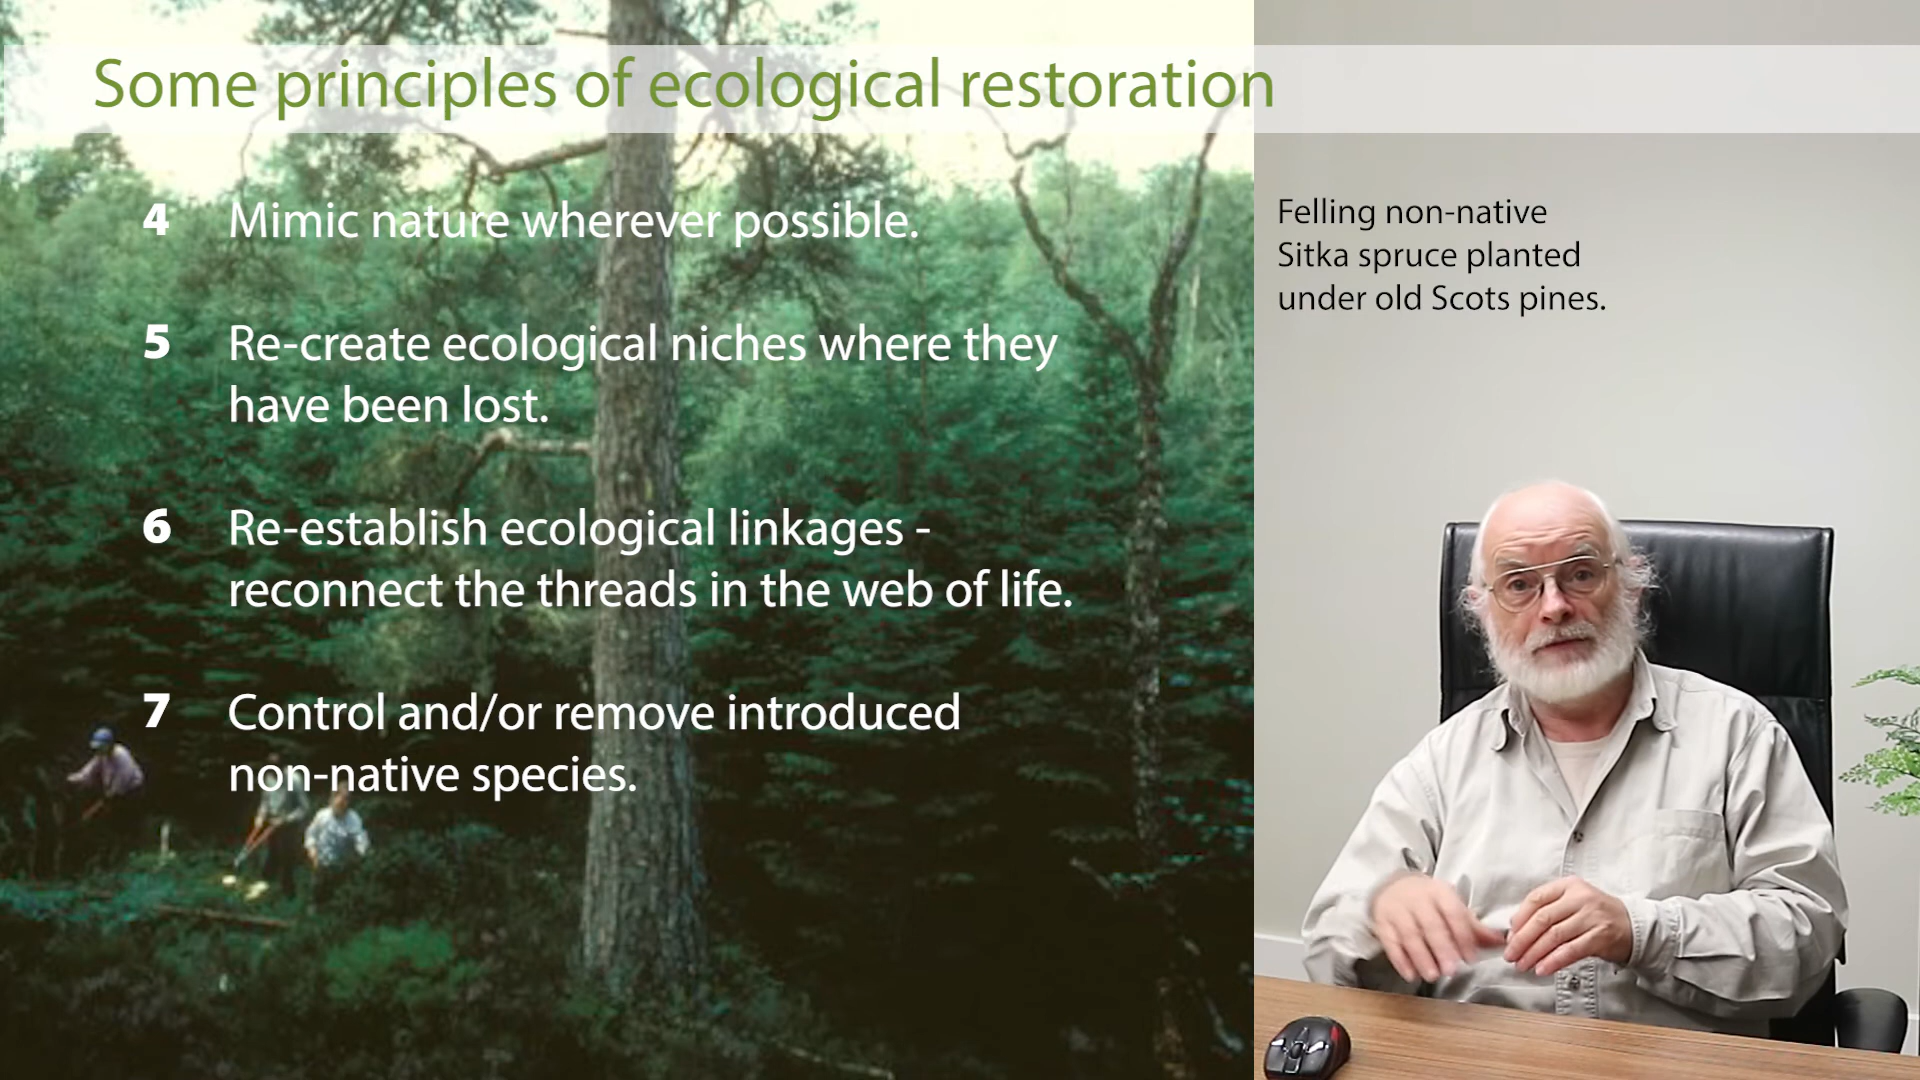 Some principles of ecological restoration
4 Mimic nature wherever possible.
5 Re-create ecological niches where they
have been lost.
6 Re-establish ecological linkages -
reconnect the threads in the web of life.
7 Control and/or remove introduced
non-native species.
Felling non-native
Sitka spruce planted
under old Scots pines.